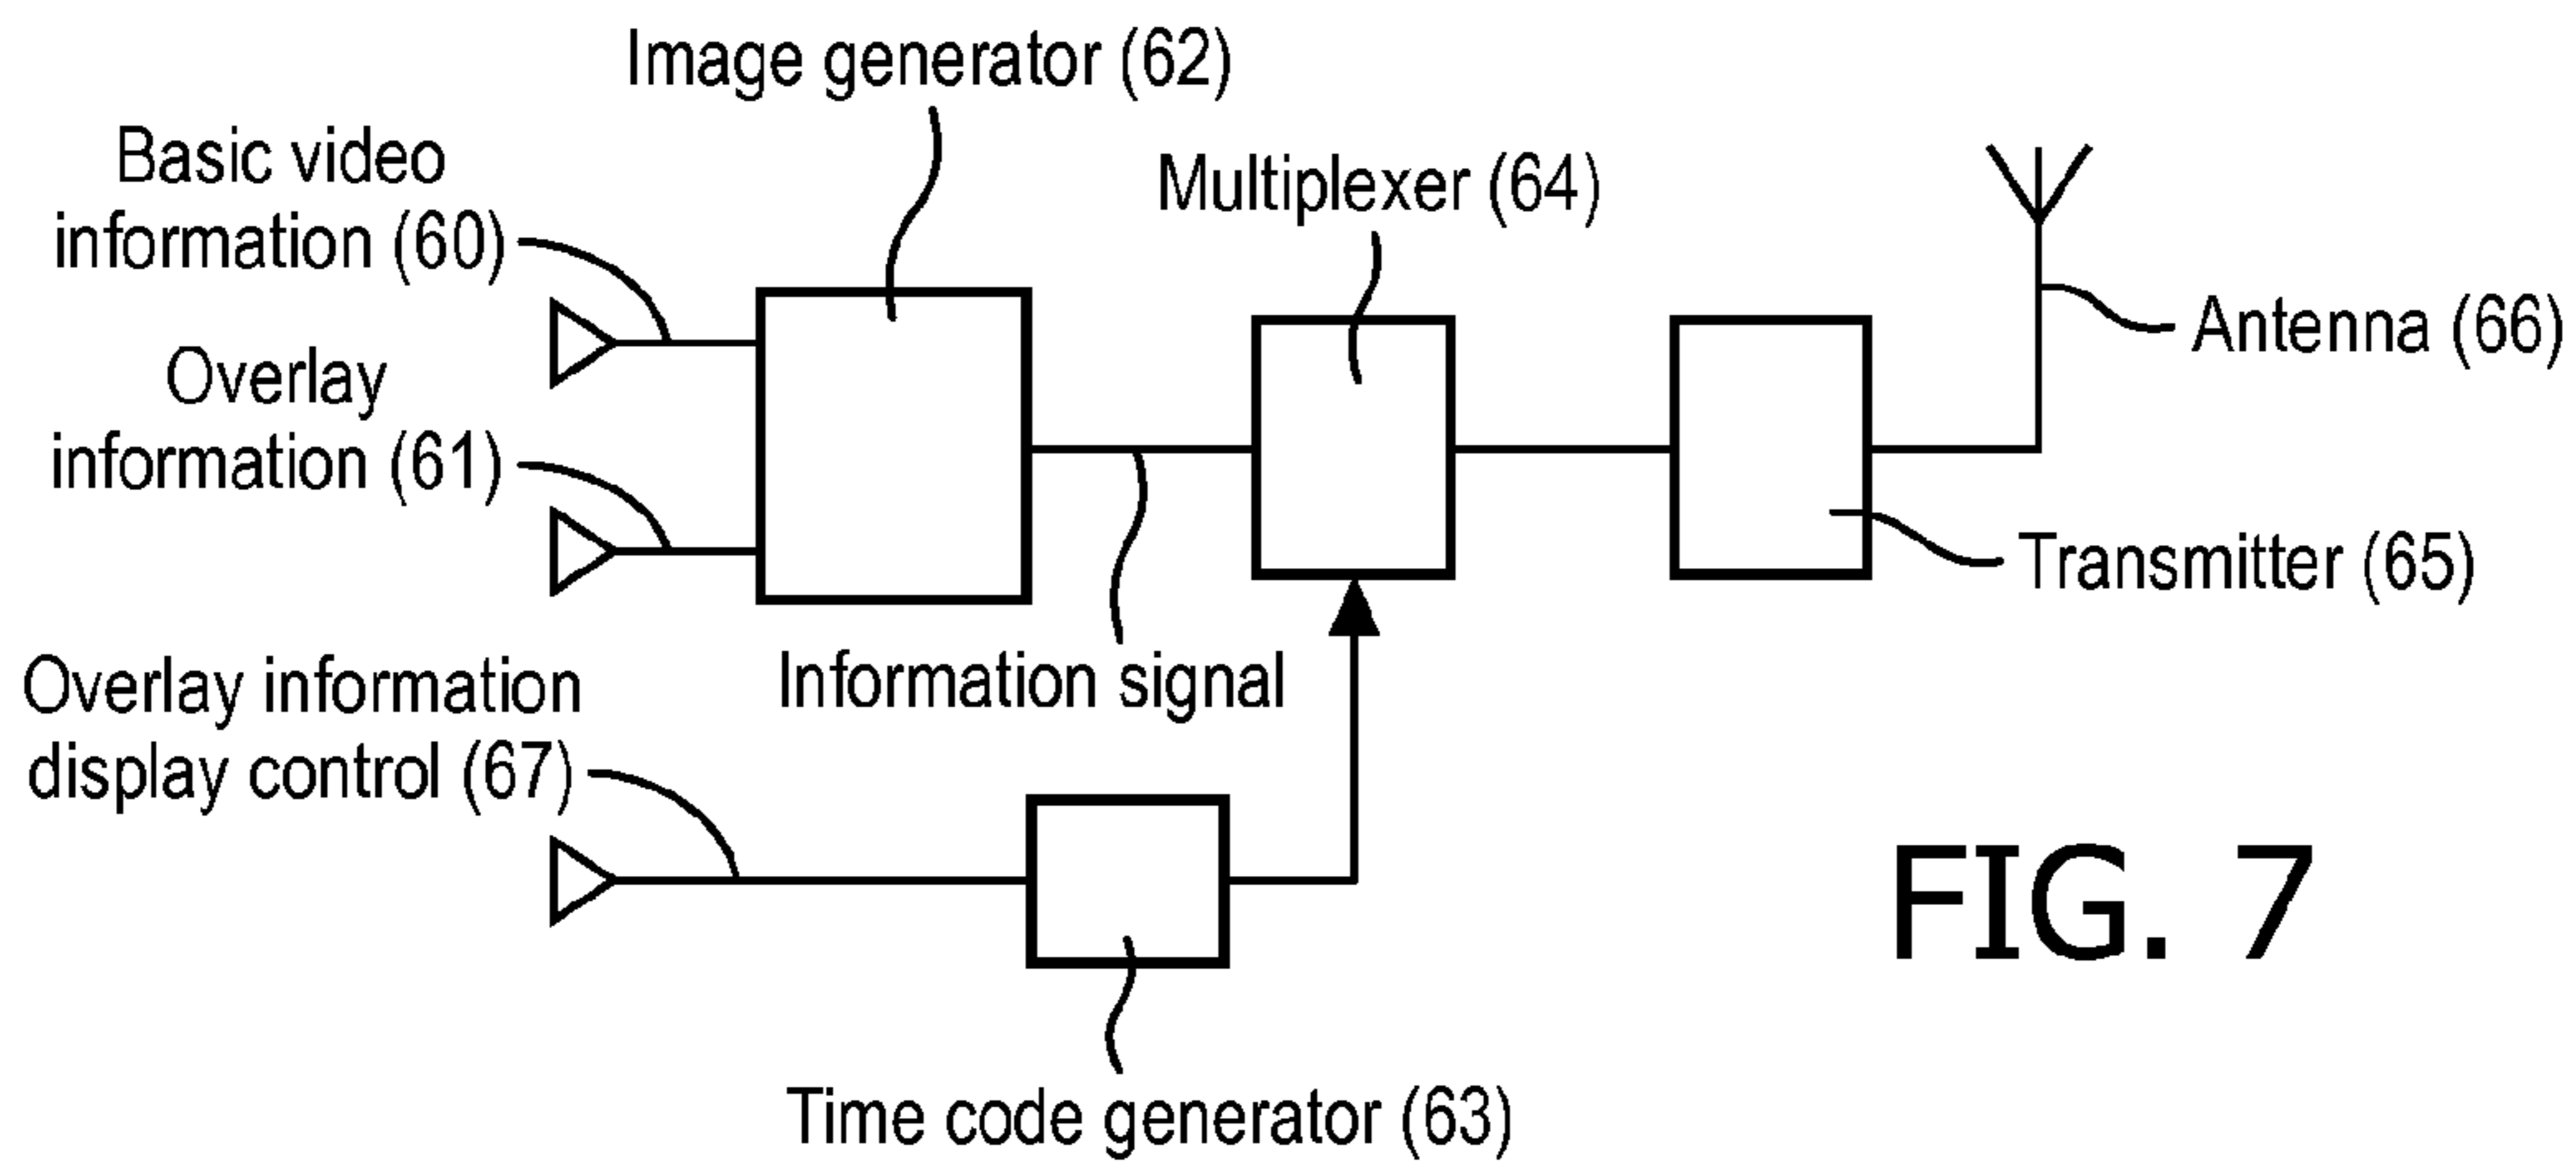 Image generator (62)
Basic video
information (60)
Multiplexer (64)
Antenna (66)
Overlay
information (61)
Transmitter (65)
Information signal
Overlay information
display control (67)
FIG. 7
Time code generator (63)